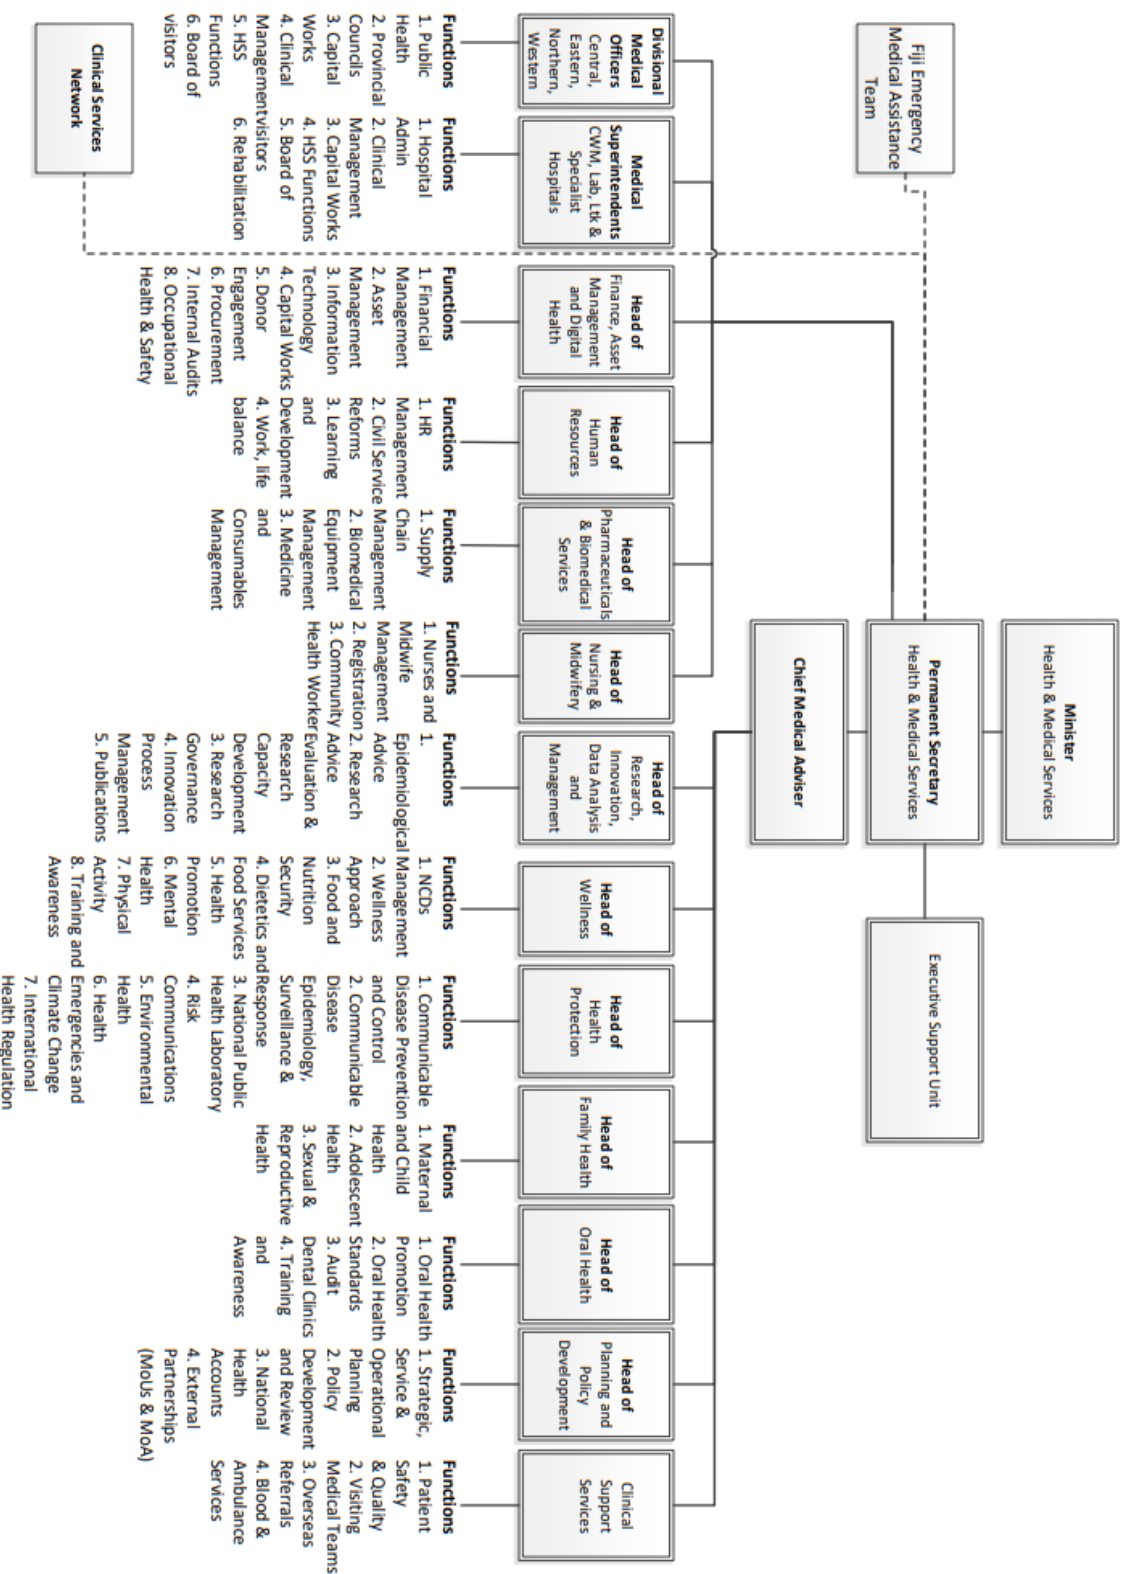 Minister
Health & Medical Services
Permanent Secretary
Health & Medical Services
Executive Support Unit
Chief Medical Adviser
Fiji Emergency
Medical Assistance
Team
Clinical Services
Network
Divisional
Medical
Officers
Central,
Eastern,
Northern,
Western
Functions
1. Public
Health
2. Provincial
Councils
3. Capital
Works
4. Clinical
Management
5. HSS
Functions
6. Board of
visitors
Medical
Superintendents
CWM, Lab, Ltk &
Specialist
Hospitals
Functions
1. Hospital
Admin
2. Clinical
Management
3. Capital Works
4. HSS Functions
5. Board of
visitors
6. Rehabilitation
Head of
Finance, Asset
Management
and Digital
Health
Functions
1. Financial
Management
2. Asset
Management
3. Information
Technology
4. Capital Works
5. Donor
Engagement
6. Procurement
7. Internal Audits
8. Occupational
Health & Safety
Head of
Human
Resources
Functions
1. HR
Management
2. Civil Service
Reforms
3. Learning
and
Development
4. Work, life
balance
Head of
Pharmaceuticals
& Biomedical
Services
Functions
1. Supply
Chain
Management
2. Biomedical
Equipment
Management
3. Medicine
and
Consumables
Management
Head of
Nursing &
Midwifery
Functions
1. Nurses and
Midwife
Management
2. Registration
3. Community
Health Worker
Head of
Research,
Innovation,
Data Analysis
and
Management
Functions
1.
Epidemiological
Advice
2. Research
Advice
Evaluation &
Research
Capacity
Development
3. Research
Governance
4. Innovation
Process
Management
5. Publications
Head of
Wellness
Functions
1. NCDs
Management
2. Wellness
Approach
3. Food and
Nutrition
Security
4. Dietetics and
Food Services
5. Health
Promotion
6. Mental
Health
7. Physical
Activity
8. Training and
Awareness
Head of
Health
Protection
Functions
1. Communicable
Disease Prevention
and Control
2. Communicable
Disease
Epidemiology,
Surveillance &
Response
3. National Public
Health Laboratory
4. Risk
Communications
5. Environmental
Health
6. Health
Emergencies and
Climate Change
7. International
Health Regulation
Head of
Family Health
Functions
1. Maternal
and Child
Health
2. Adolescent
Health
3. Sexual &
Reproductive
Health
Head of
Oral Health
Functions
1. Oral Health
Promotion
2. Oral Health
Standards
3. Audit
Dental Clinics
4. Training
and
Awareness
Head of
Planning and
Policy
Development
Functions
1. Strategic,
Service &
Operational
Planning
2. Policy
Development
and Review
3. National
Health
Accounts
4. External
Partnerships
(MoUs & MoA)
Clinical
Support
Services
Functions
1. Patient
Safety
& Quality
2. Visiting
Medical Teams
3. Overseas
Referrals
4. Blood &
Ambulance
Services